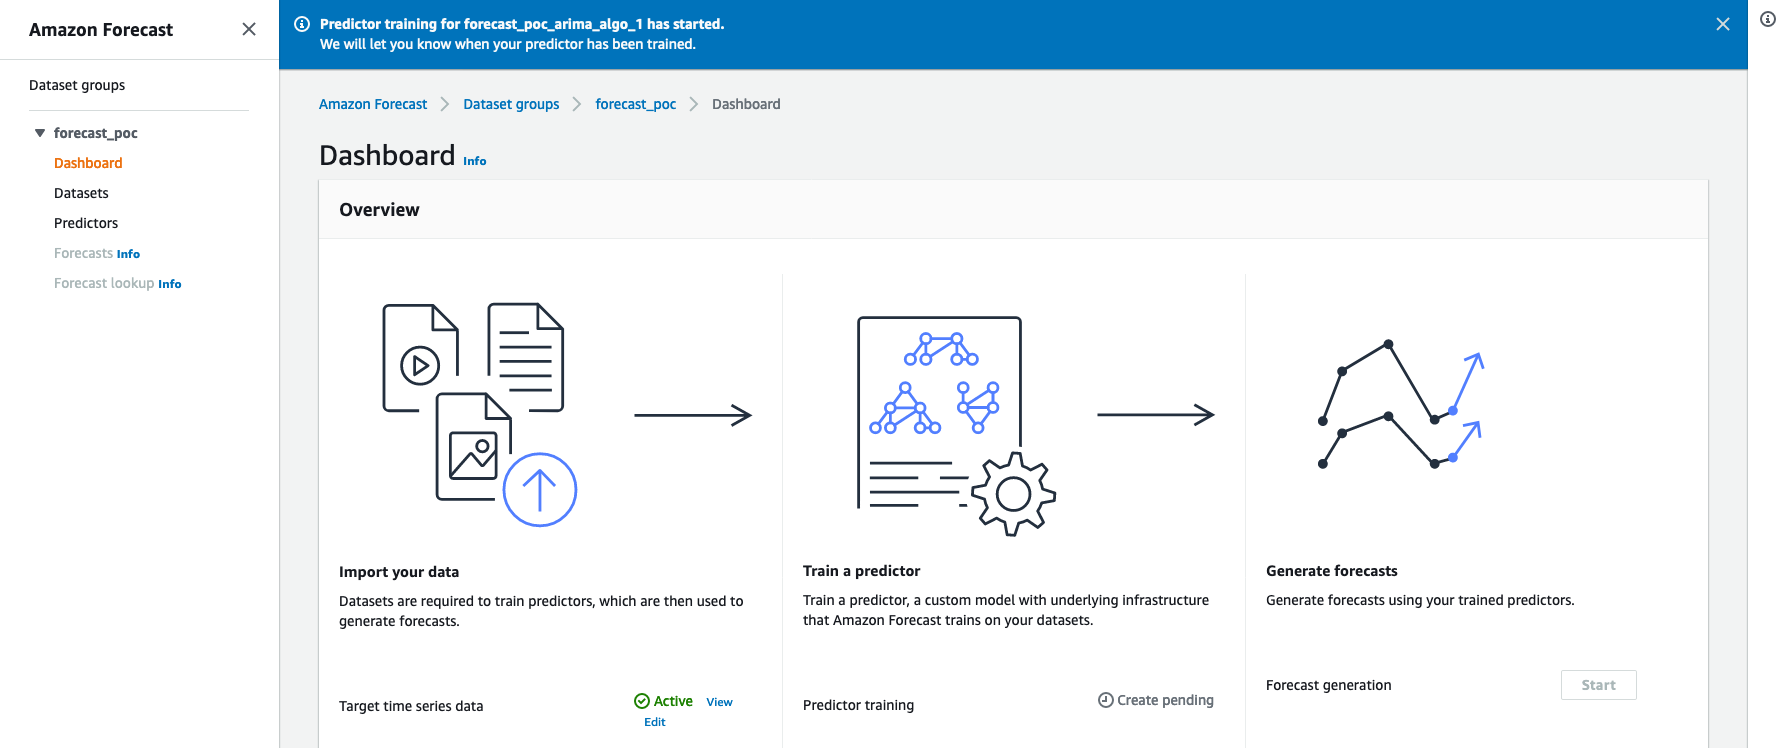 Amazon Forecast
Dataset groups
forecast_poc
Dashboard
Datasets
Predictors
Forecasts Info
Forecast lookup Info
Predictor training for forecast_poc_arima_algo_1 has started.
We will let you know when your predictor has been trained.
Amazon Forecast
Dataset groups
forecast_poc
Dashboard
Dashboard Info
Overview
Import your data
Datasets are required to train predictors, which are then used to
generate forecasts.
Target time series data
Active View
Edit
Train a predictor
Train a predictor, a custom model with underlying infrastructure
that Amazon Forecast trains on your datasets.
Predictor training
Create pending
Generate forecasts
Generate forecasts using your trained predictors.
Forecast generation
Start